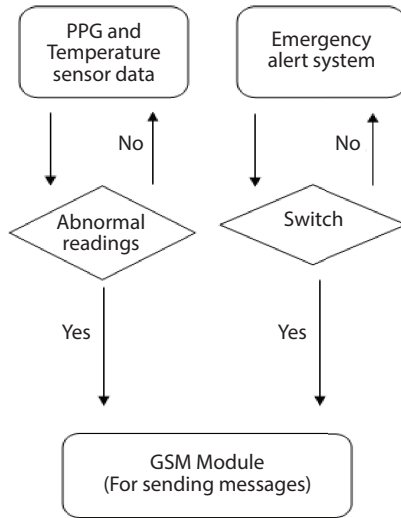 PPG and
Temperature
sensor data
Emergency
alert system
No
No
Abnormal
readings
Switch
Yes
Yes
GSM Module
(For sending messages)